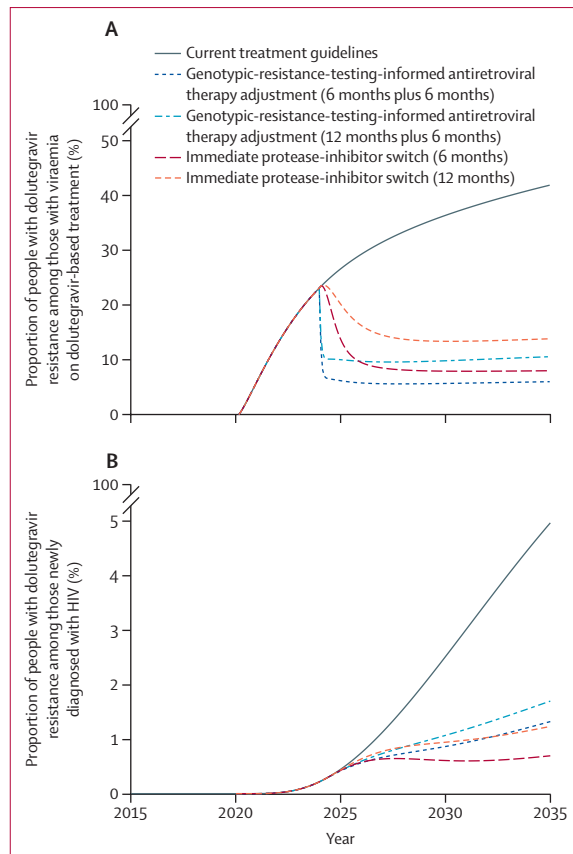 A
Current treatment guidelines
Genotypic-resistance-testing-informed antiretroviral
therapy adjustment (6 months plus 6 months)
Genotypic-resistance-testing-informed antiretroviral
therapy adjustment (12 months plus 6 months)
Immediate protease-inhibitor switch (6 months)
Immediate protease-inhibitor switch (12 months)
Proportion of people with dolutegravir
resistance among those with viraemia
on dolutegravir-based treatment (%)
100
50
40
30
20
10
0
B
Proportion of people with dolutegravir
resistance among those newly
diagnosed with HIV (%)
100
5
4
3
2
1
0
2015 2020 2025 2030 2035
Year